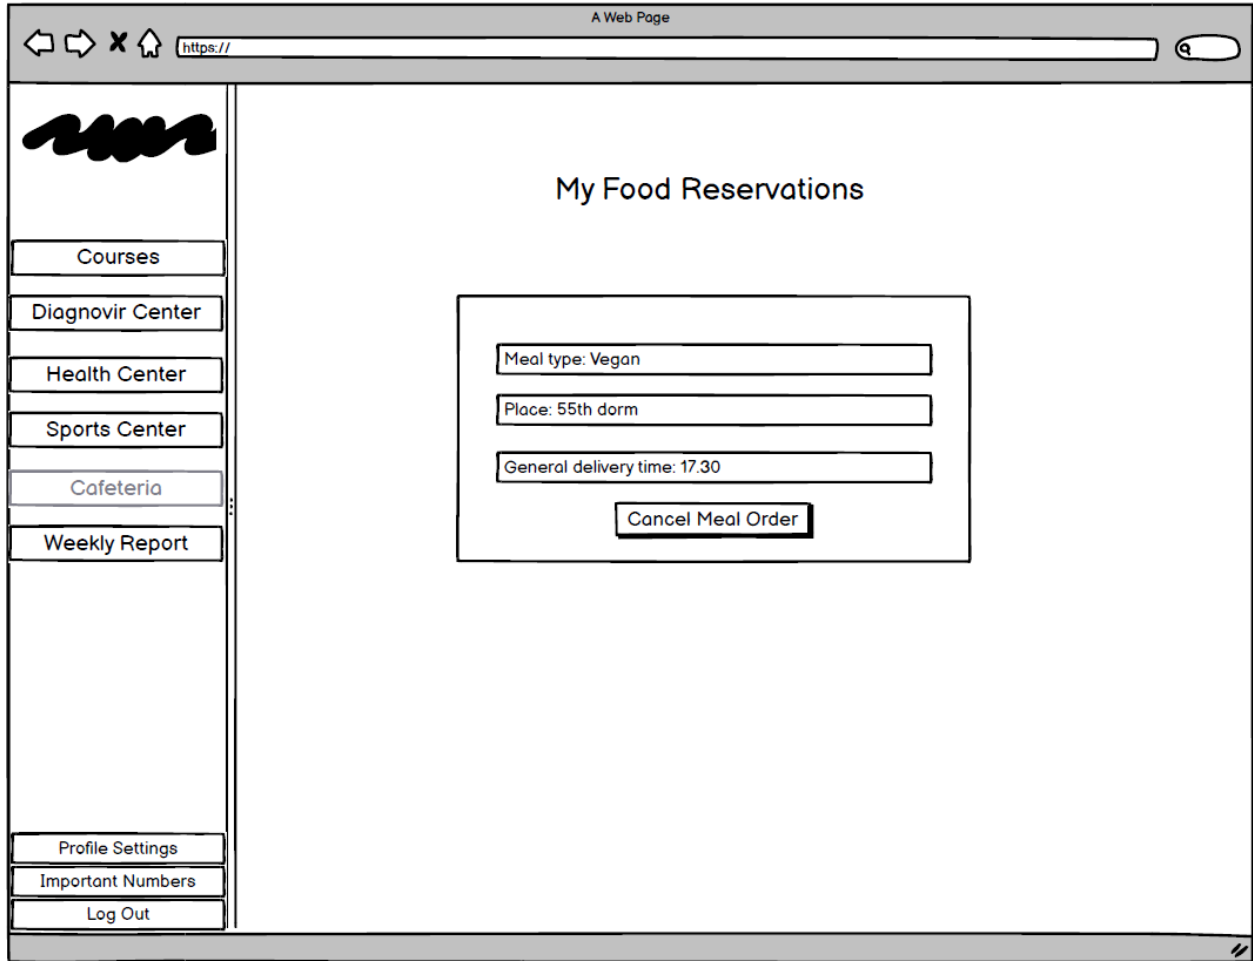 A Web Page
https://
My Food Reservations
Courses
Diagnovir Center
Health Center
Sports Center
Cafeteria
Weekly Report
Meal type: Vegan
Place: 55th dorm
General delivery time: 17.30
Cancel Meal Order
Profile Settings
Important Numbers
Log Out